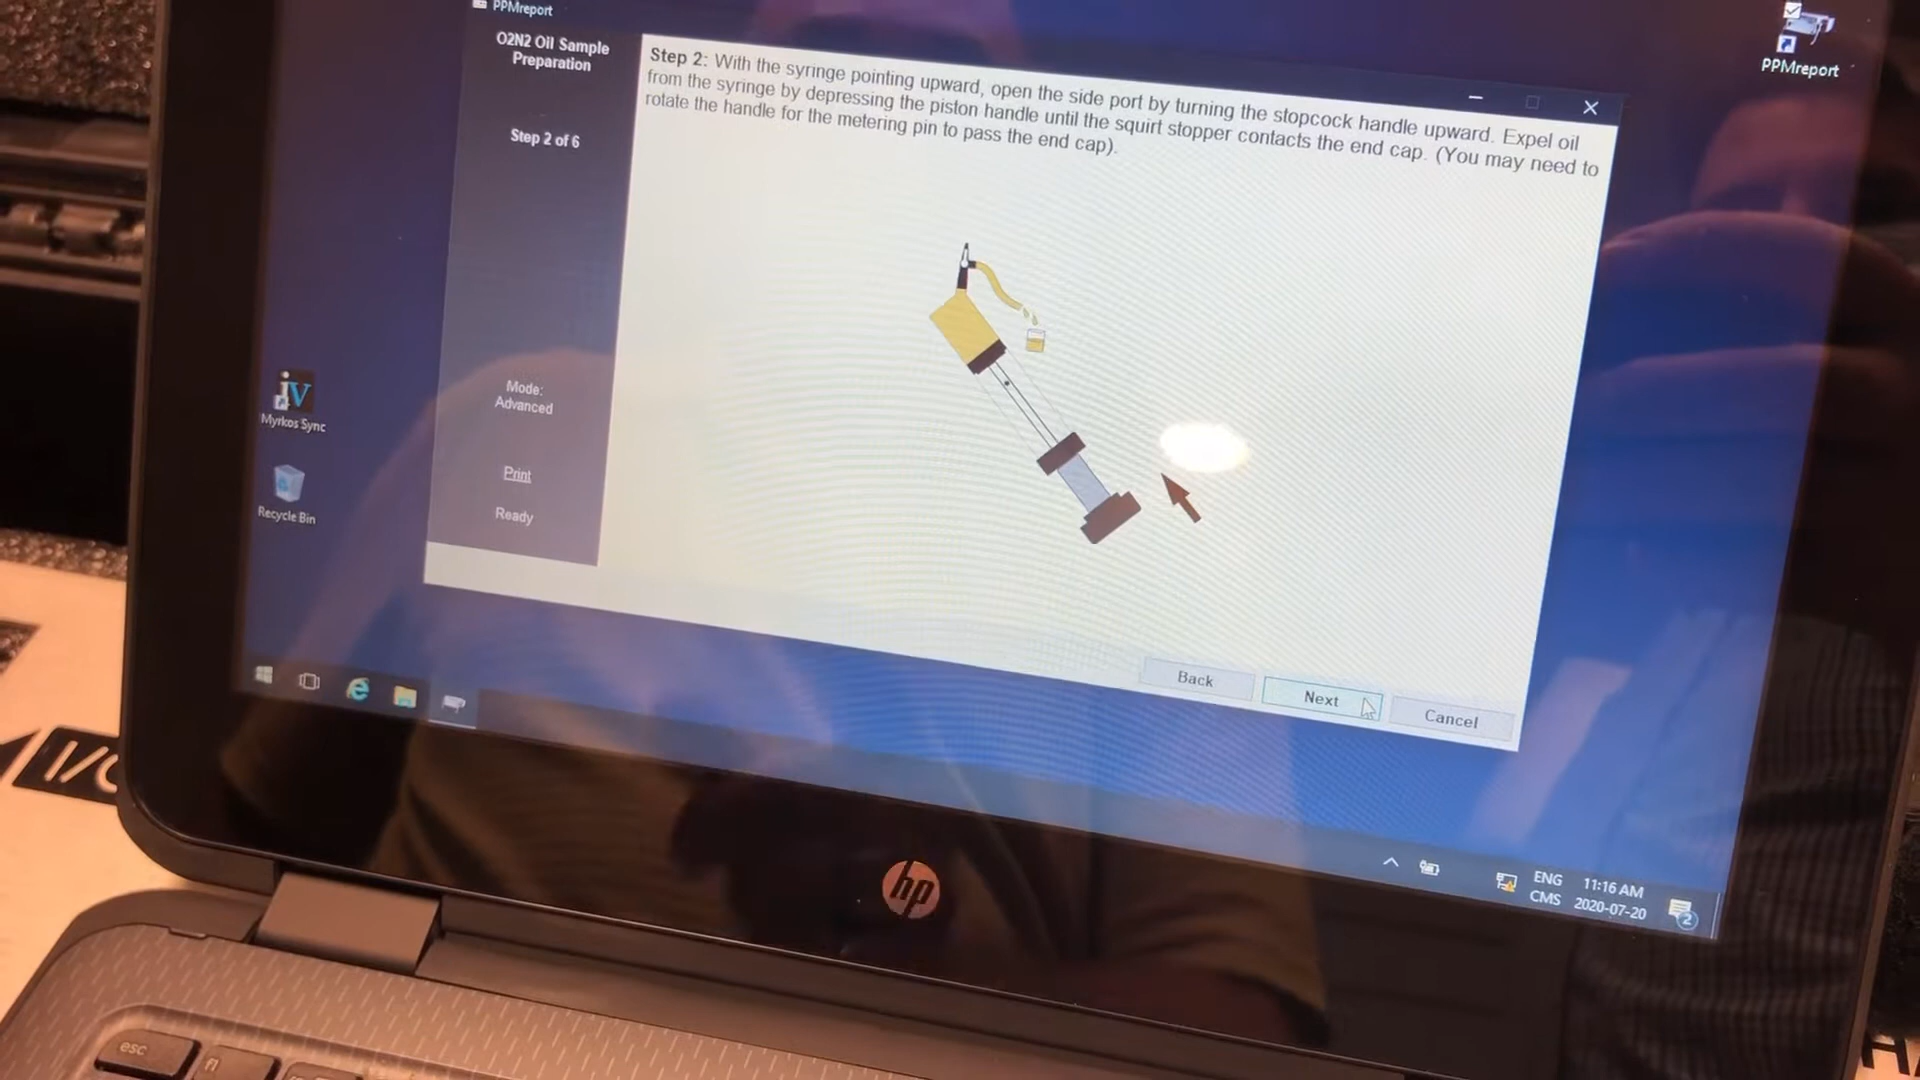 PPMreport
O2N2 Oil Sample
Preparation
Step 2 of 6
Mode:
Advanced
Print
Ready
Step 2: With the syringe pointing upward, open the side port by turning the stopcock handle upward. Expel oil
from the syringe by depressing the piston handle until the squirt stopper contacts the end cap. (You may need to
rotate the handle for the metering pin to pass the end cap).
Back
Next
Cancel
PPMreport
iv
Myrkos Sync
Recycle Bin
ENG
CMS
11:16 AM
2020-07-20
2
hp
esc
f1